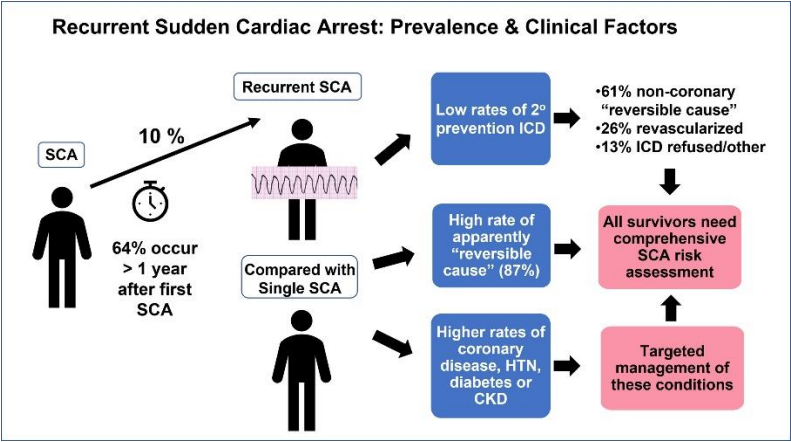 Recurrent Sudden Cardiac Arrest: Prevalence & Clinical Factors
SCA
10 %
64% occur
> 1 year
after first
SCA
Recurrent SCA
Compared with
Single SCA
Low rates of 2º
prevention ICD
•61% non-coronary
“reversible cause”
•26% revascularized
•13% ICD refused/other
High rate of
apparently
“reversible
cause” (87%)
All survivors need
comprehensive
SCA risk
assessment
Higher rates of
coronary
disease, HTN,
diabetes or
CKD
Targeted
management of
these conditions